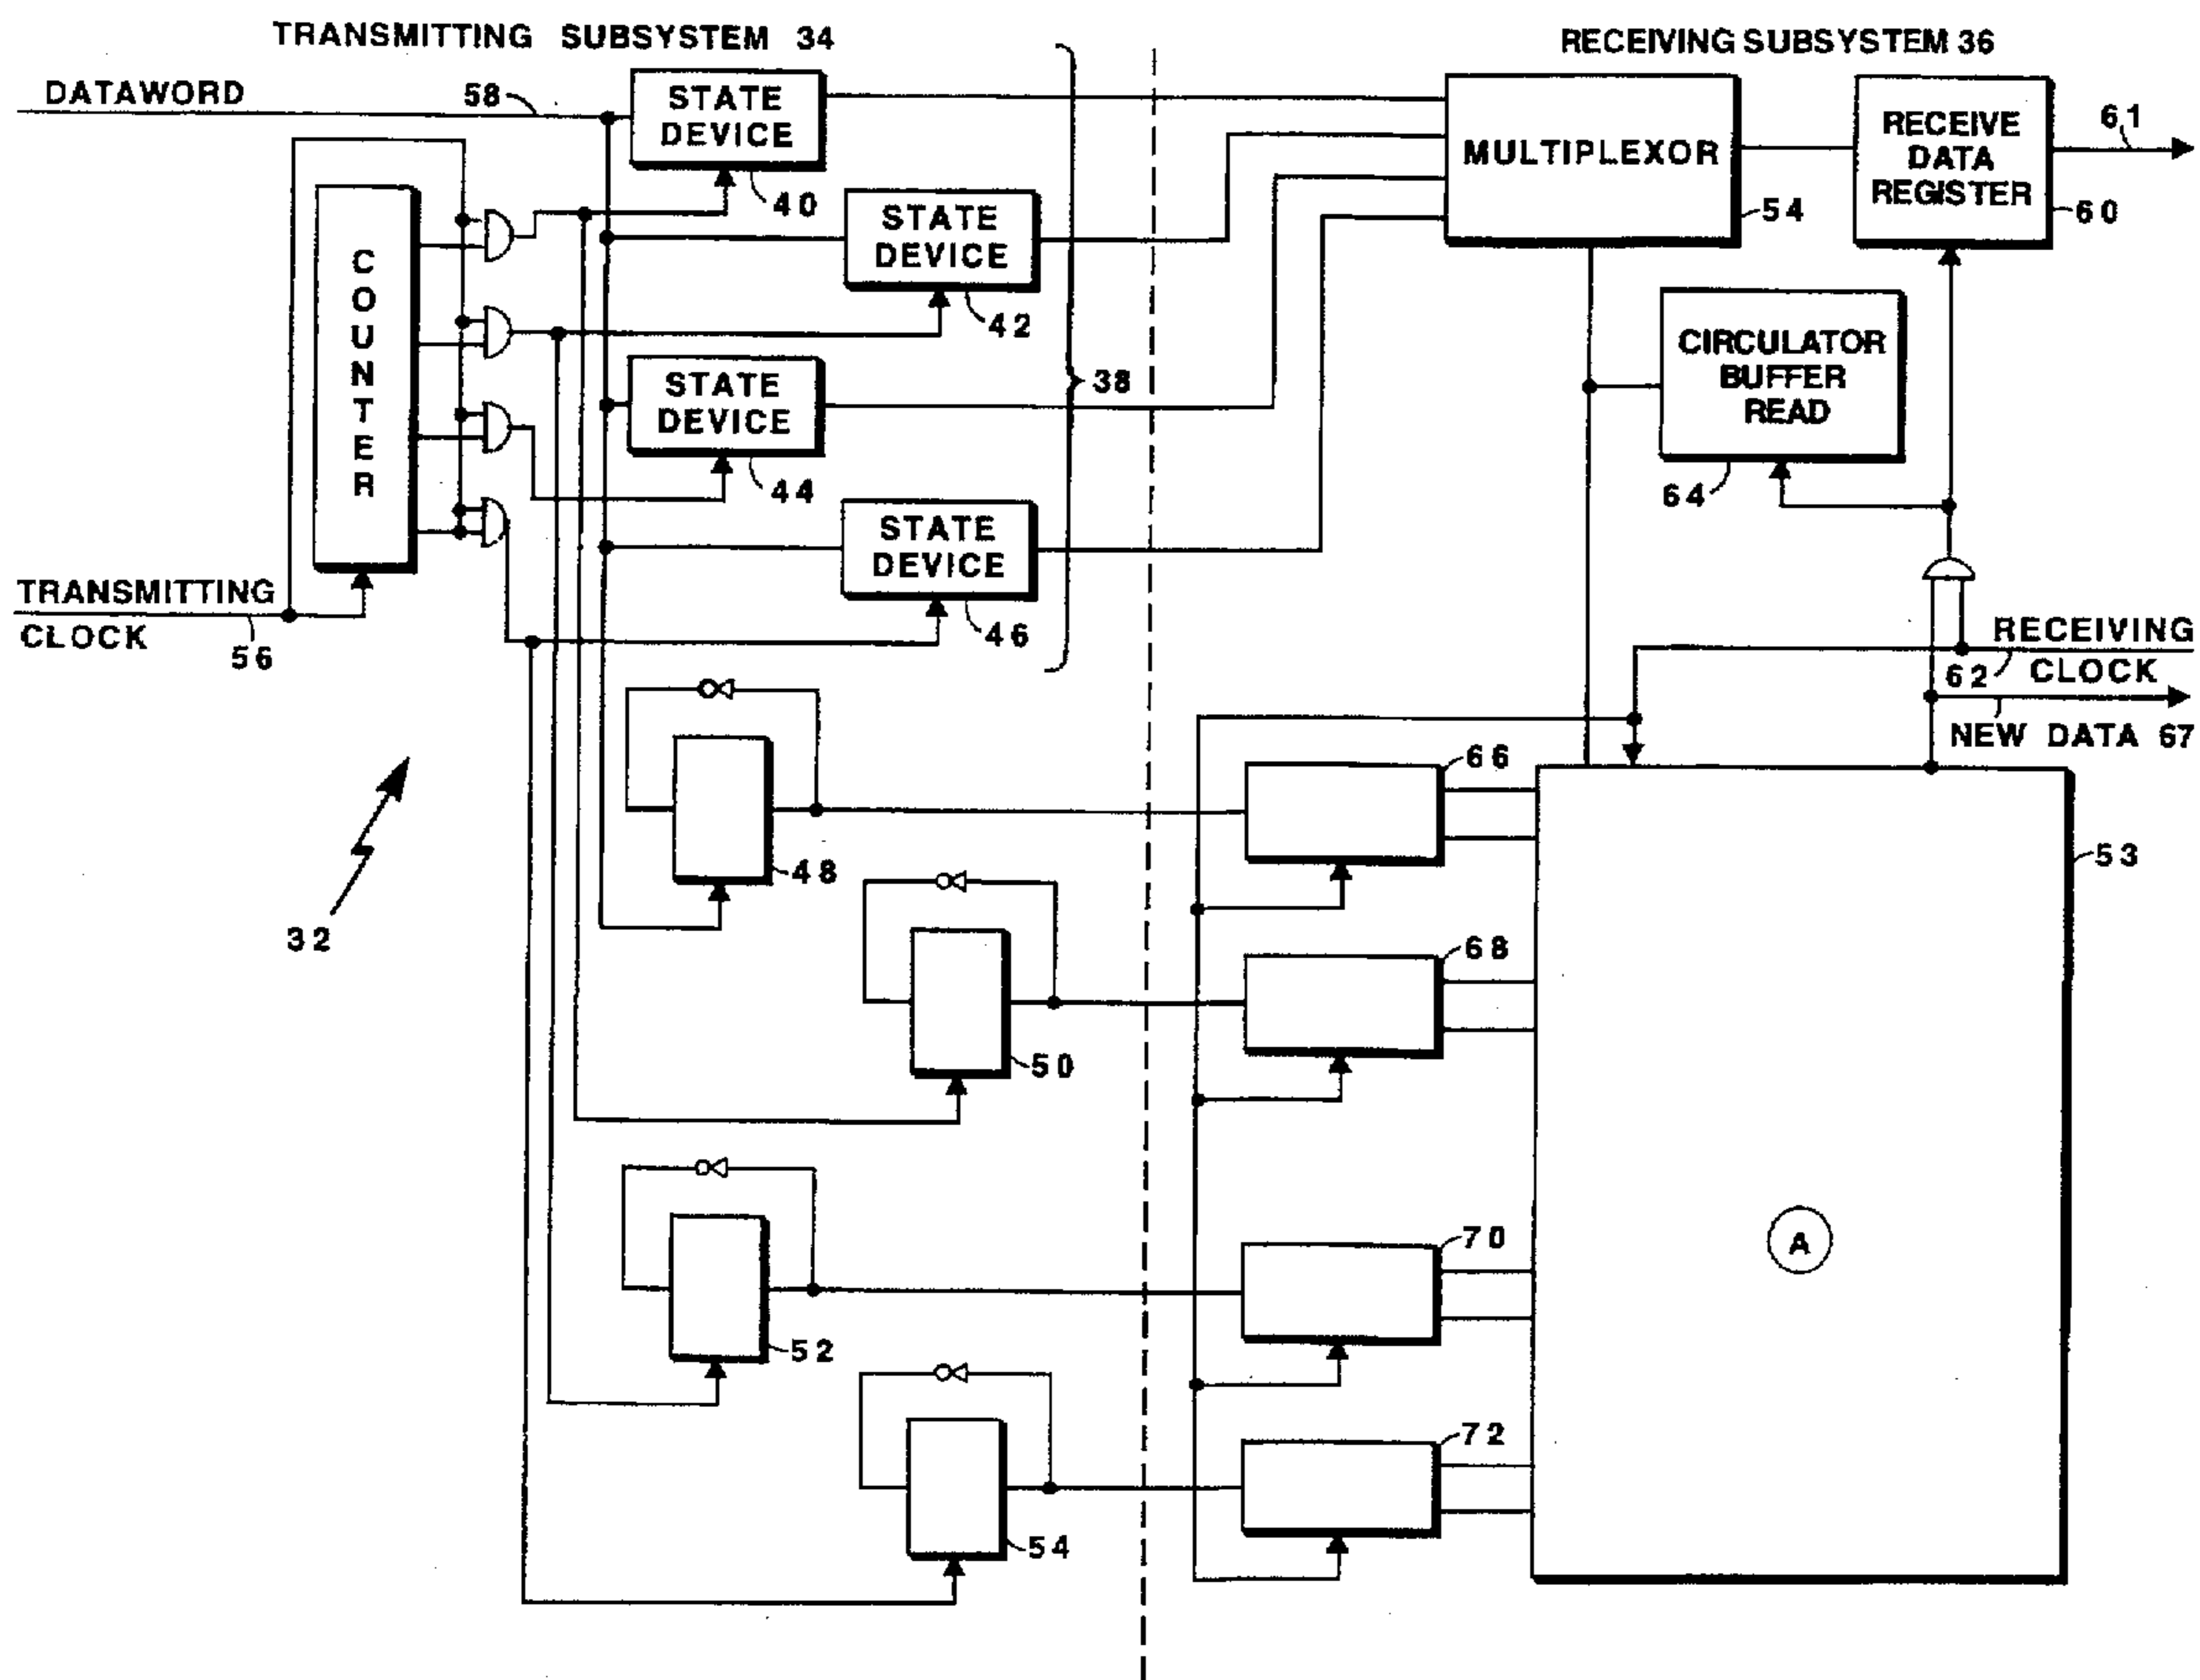 TRANSMITTING SUBSYSTEM 34
RECEIVING SUBSYSTEM 36
DATAWORD
58
STATE
DEVICE
40
STATE
DEVICE
42
STATE
DEVICE
44
STATE
DEVICE
46
38
COUNTER
TRANSMITTING
CLOCK
56
MULTIPLEXOR
54
RECEIVE
DATA
REGISTER
60
61
CIRCULATOR
BUFFER
READ
64
RECEIVING
CLOCK
62
NEW DATA 67
32
48
50
52
54
66
68
70
72
53
A